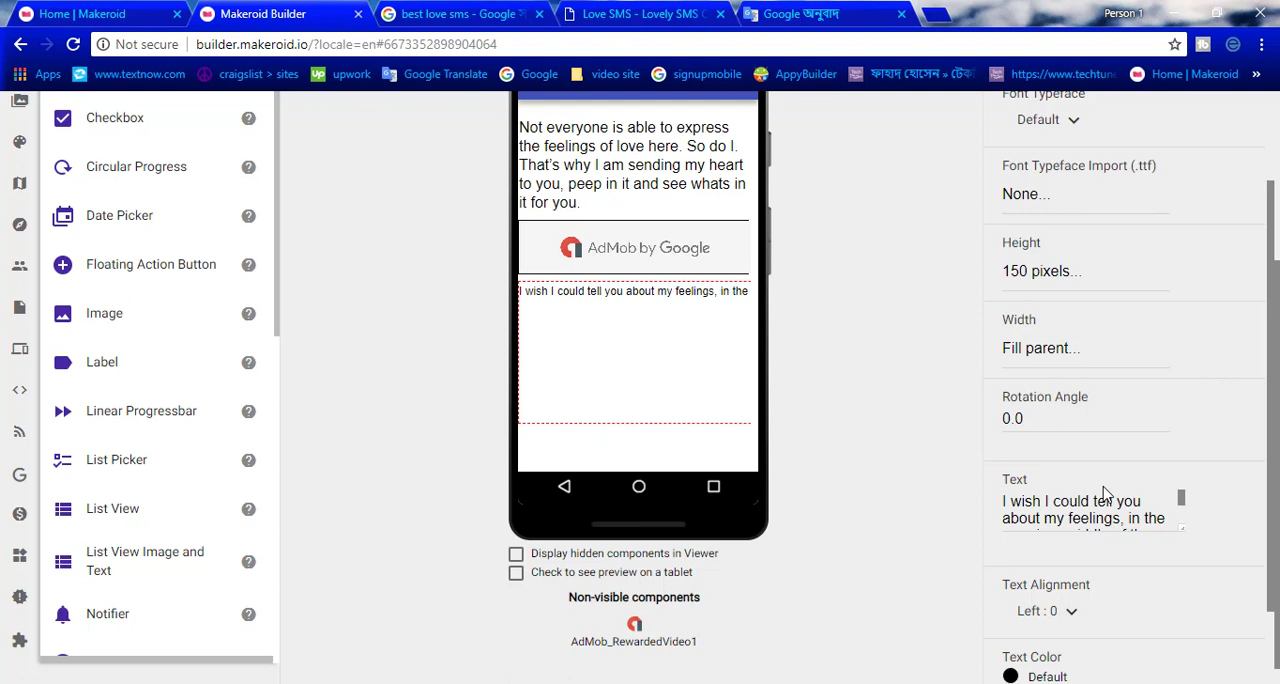 Home | Makeroid
Makeroid Builder
best love sms - Google স
Love SMS - Lovely SMS C
Google অনুবাদ
Person 1
Not secure
builder.makeroid.io/?locale=en#6673352898904064
Apps
www.textnow.com
craigslist > sites
upwork
Google Translate
Google
video site
signupmobile
AppyBuilder
ফাহাদ হোসেন » টেক
https://www.techtun
Home | Makeroid
»
Checkbox
Circular Progress
Date Picker
Floating Action Button
Image
Label
Linear Progressbar
List Picker
List View
List View Image and
Text
Notifier
Not everyone is able to express
the feelings of love here. So do I.
That's why I am sending my heart
to you, peep in it and see whats in
it for you.
AdMob by Google
I wish I could tell you about my feelings, in the
Display hidden components in Viewer
Check to see preview on a tablet
Non-visible components
AdMob_RewardedVideo1
Font Typeface
Default
Font Typeface Import (.ttf)
None...
Height
150 pixels...
Width
Fill parent...
Rotation Angle
0.0
Text
I wish I could tell you
about my feelings, in the
Text Alignment
Left : 0
Text Color
Default